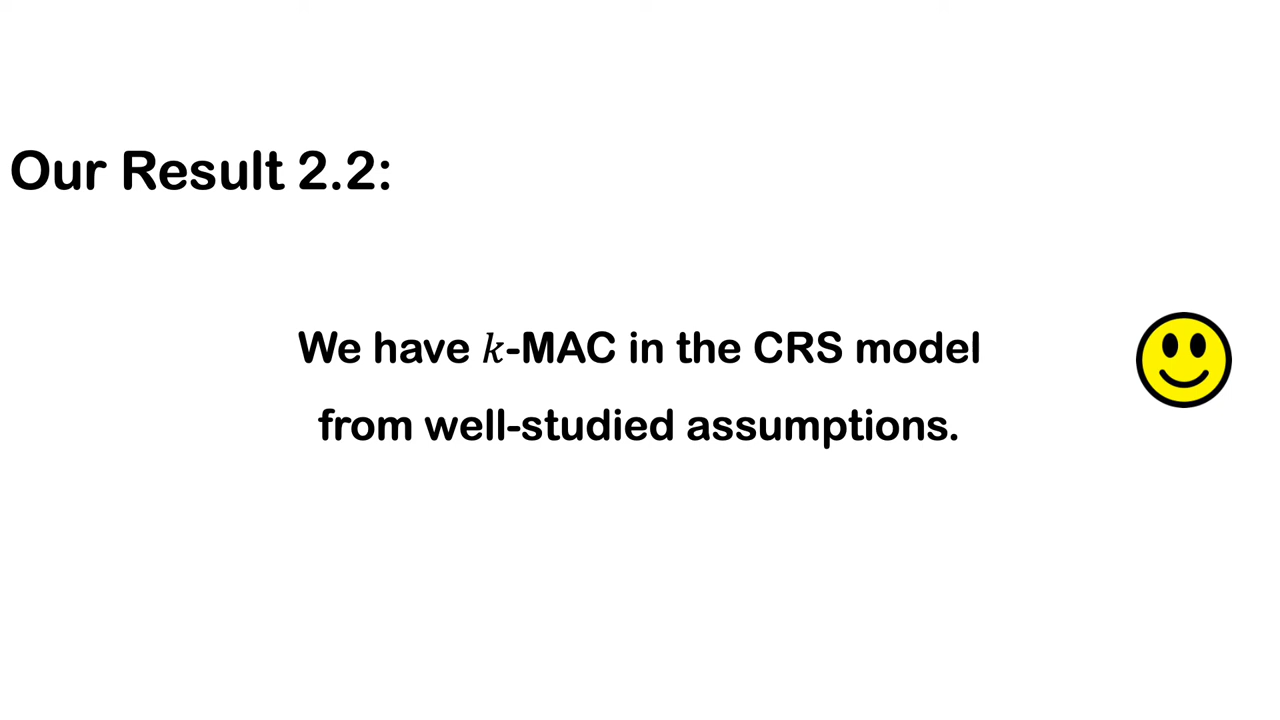 Our Result 2.2:
We have k-MAC in the CRS model
from well-studied assumptions.